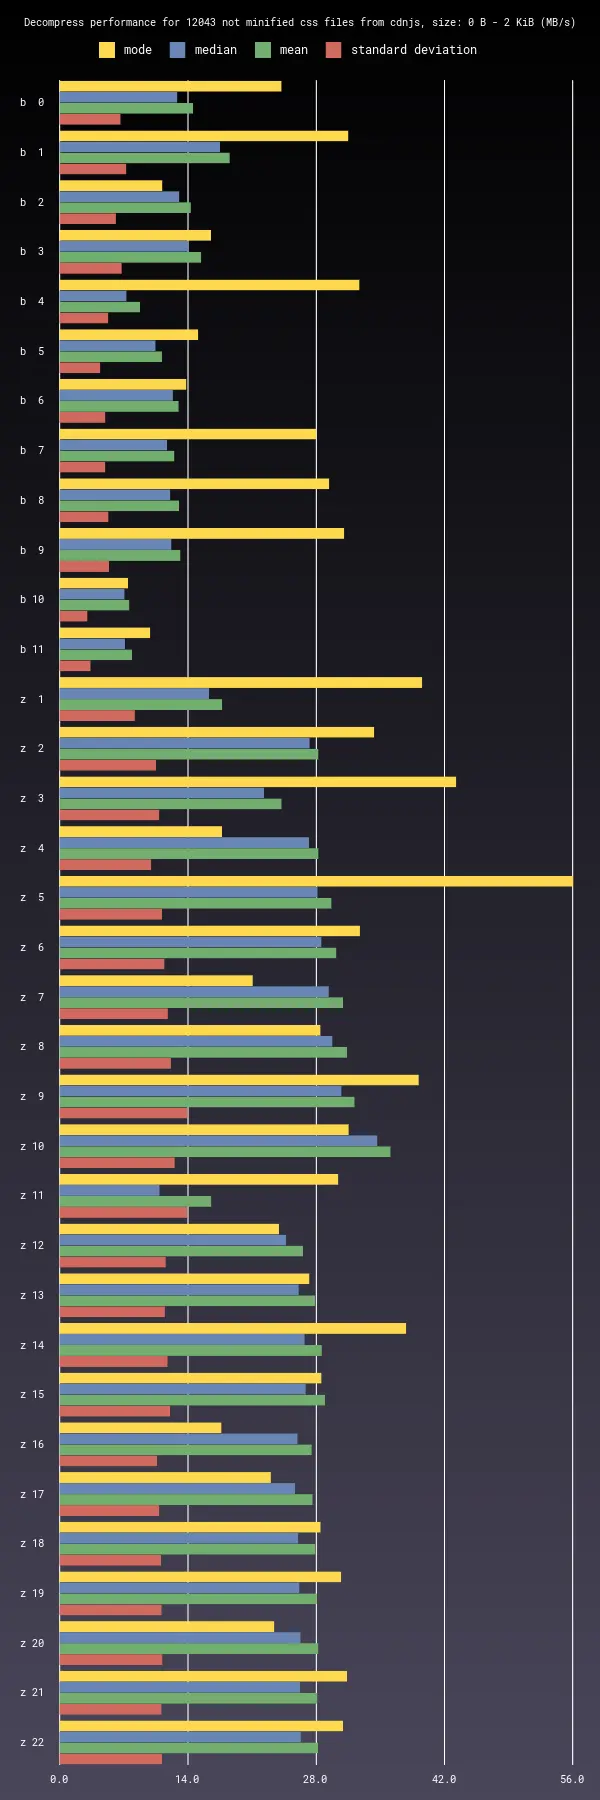 Decompress performance for 12043 not minified css files from cdnjs, size: 0 B - 2 KiB (MB/s)
mode median mean standard deviation
b 0
b 1
b 2
b 3
b 4
b 5
b 6
b 7
b 8
b 9
b 10
b 11
z 1
z 2
z 3
z 4
z 5
z 6
z 7
z 8
z 9
z 10
z 11
z 12
z 13
z 14
z 15
z 16
z 17
z 18
z 19
z 20
z 21
z 22
0.0 14.0 28.0 42.0 56.0